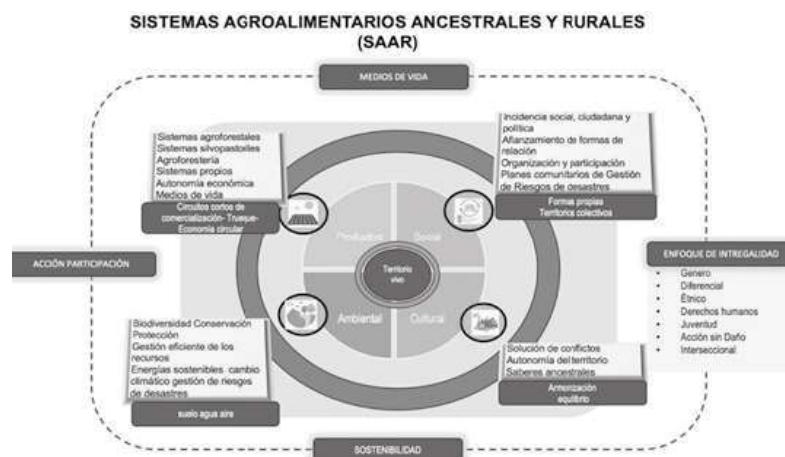 SISTEMAS AGROALIMENTARIOS ANCESTRALES Y RURALES
(SAAR)
MEDIOS DE VIDA
Sistemas agroforestales
Sistemas silvopastoiles
Agroforestería
Sistemas propios
Autonomía económica
Medios de vida
Circuitos cortos de
comercialización- Trueque-
Economía circular
Incidencia social, ciudadana y
política
Afianzamiento de formas de
relación
Organización y participación
Planes comunitarios de Gestión
de Riesgos de desastres
Formas propias
Territorios colectivos
Productivo
Social
Territorio
vivo
Ambiental
Cultural
ACCIÓN PARTICIPACIÓN
ENFOQUE DE INTREGALIDAD
• Genero
• Diferencial
• Étnico
• Derechos humanos
• Juventud
• Acción sin Daño
• Interseccional
Biodiversidad Conservación
Protección
Gestión eficiente de los
recursos
Energías sostenibles cambio
climático gestión de riesgos
de desastres
suelo agua aire
Solución de conflictos
Autonomía del territorio
Saberes ancestrales
Armonización
equilibrio
SOSTENIBILIDAD